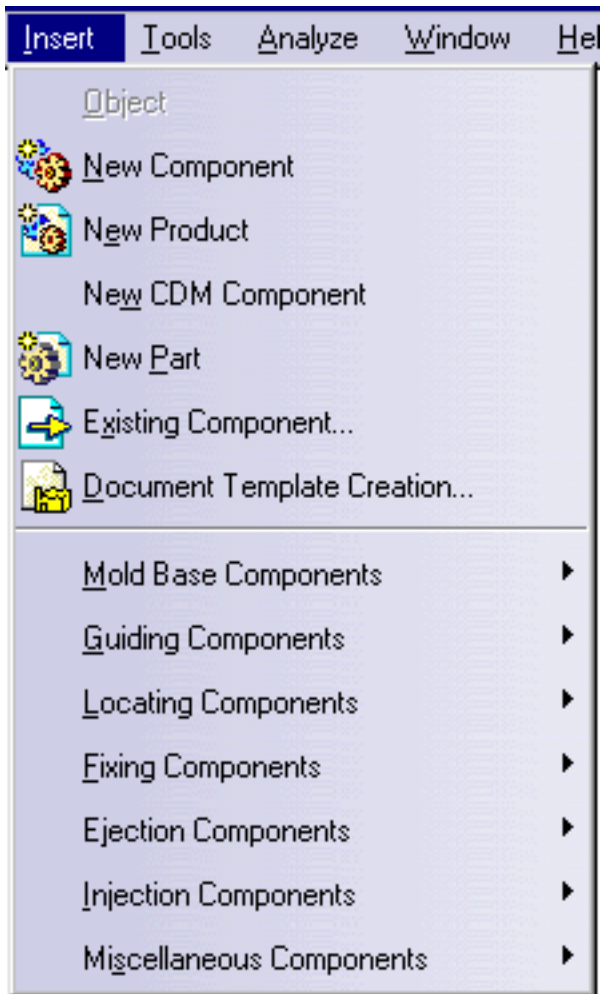 Insert Tools Analyze Window Hel
Object
New Component
New Product
New CDM Component
New Part
Existing Component...
Document Template Creation...
Mold Base Components
Guiding Components
Locating Components
Fixing Components
Ejection Components
Injection Components
Miscellaneous Components